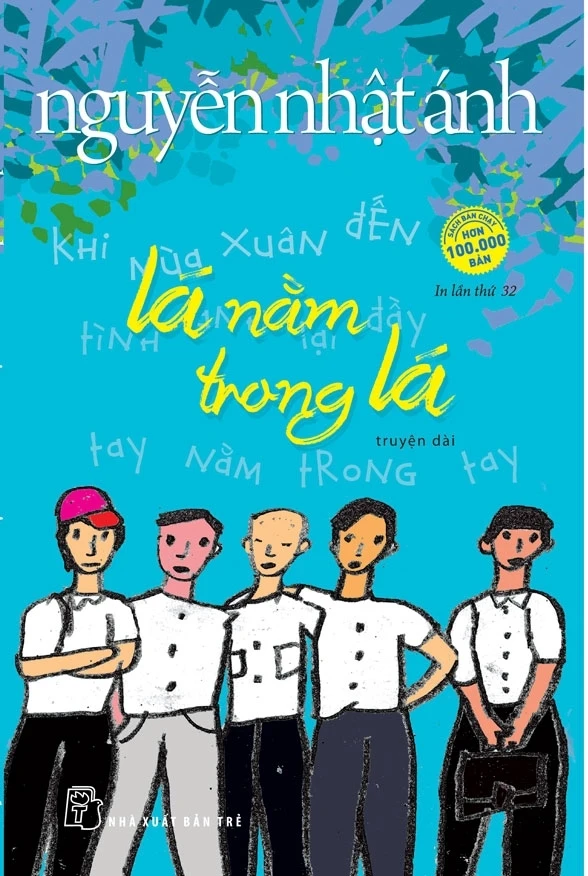 nguyễn nhật ánh
SÁCH BÁN CHẠY
HƠN
100.000
BẢN
In lần thứ 32
KHI MÙA XUÂN ĐẾN
lá nằm
TÌNH LẠI ĐẦY
trong lá
truyện dài
tay NẰM tRONG tay
NHÀ XUẤT BẢN TRẺ